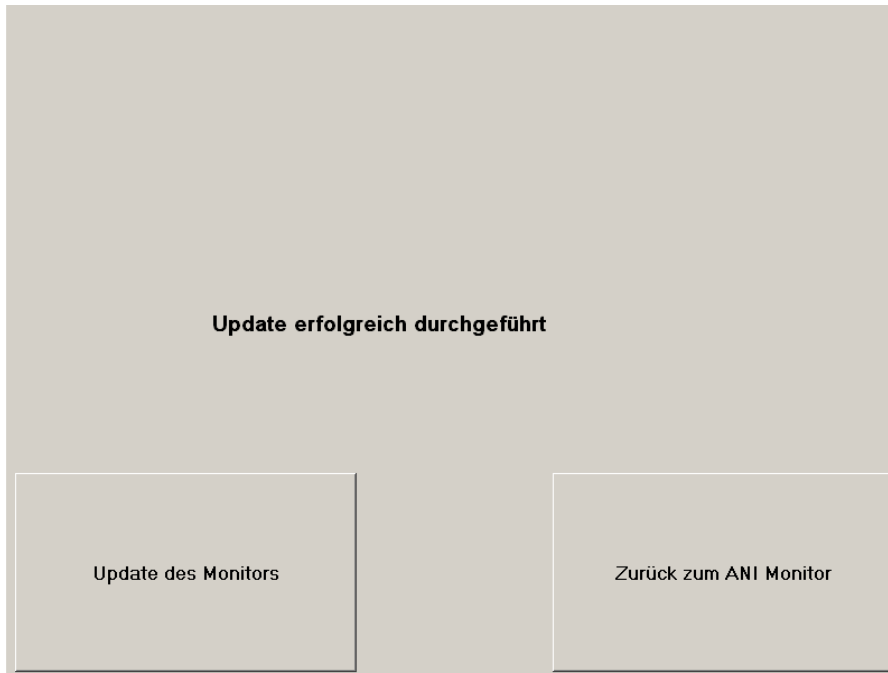 Update erfolgreich durchgeführt
Update des Monitors
Zurück zum ANI Monitor